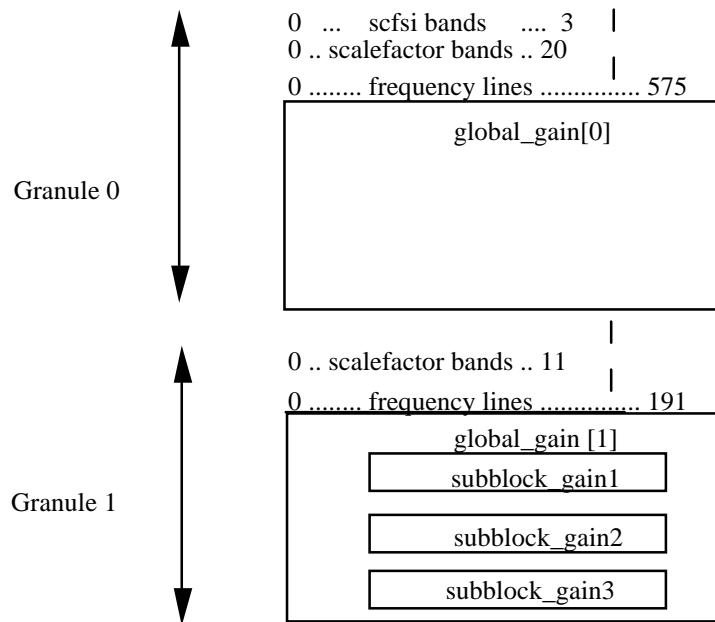 0 ... scfsi bands .... 3
0 .. scalefactor bands .. 20
0 ........ frequency lines ............... 575
global_gain[0]
Granule 0
0 .. scalefactor bands .. 11
0 ........ frequency lines ............... 191
global_gain [1]
subblock_gain1
Granule 1
subblock_gain2
subblock_gain3